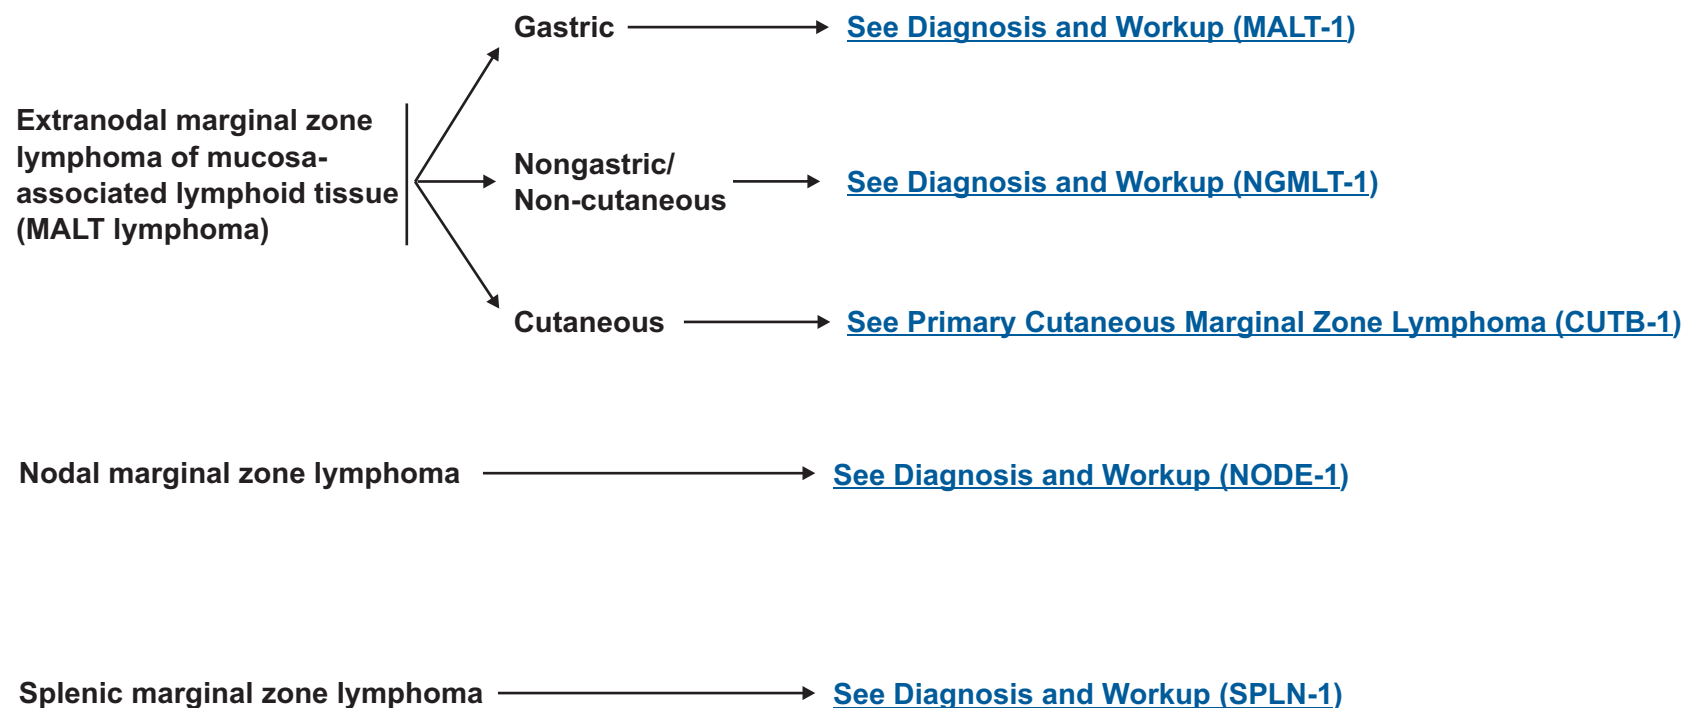 Gastric
See Diagnosis and Workup (MALT-1)
Extranodal marginal zone
lymphoma of mucosa-
associated lymphoid tissue
(MALT lymphoma)
Nongastric/
Non-cutaneous
See Diagnosis and Workup (NGMLT-1)
Cutaneous
See Primary Cutaneous Marginal Zone Lymphoma (CUTB-1)
Nodal marginal zone lymphoma
See Diagnosis and Workup (NODE-1)
Splenic marginal zone lymphoma
See Diagnosis and Workup (SPLN-1)